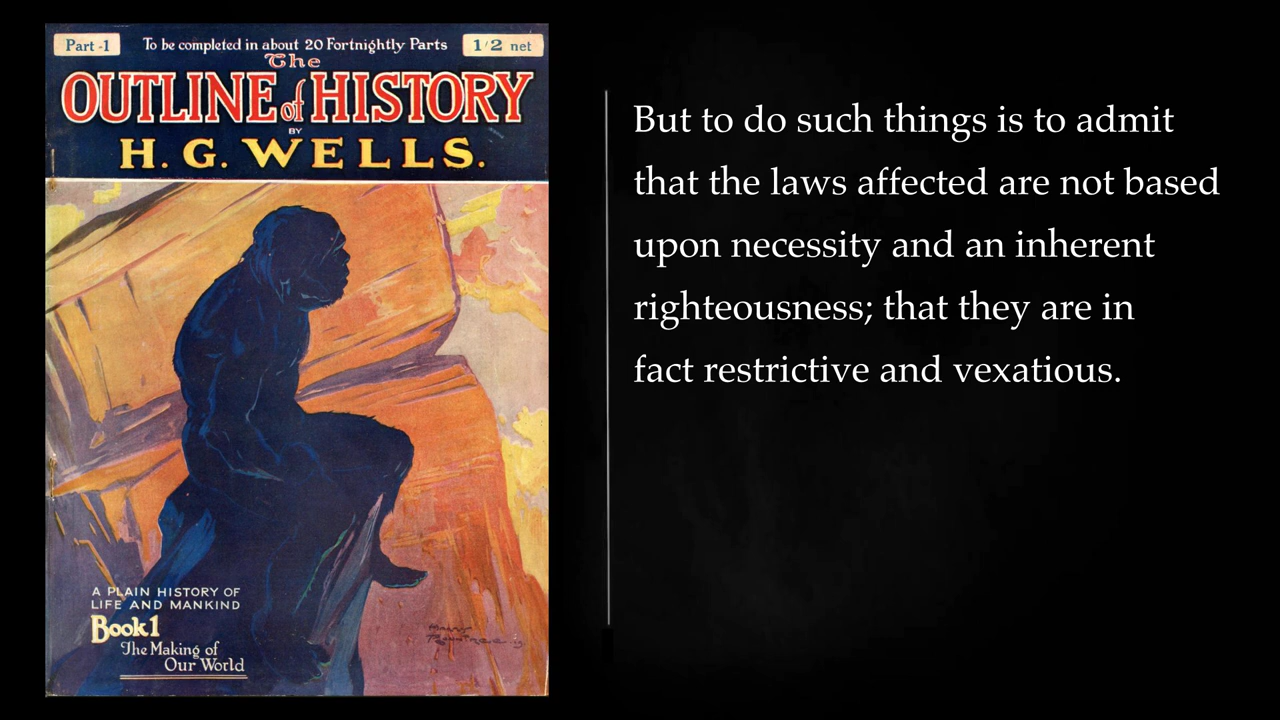 Part -1
To be completed in about 20 Fortnightly Parts
1/2 net
The
OUTLINE of HISTORY
BY
H. G. WELLS.
A PLAIN HISTORY OF
LIFE AND MANKIND
Book 1
The Making of
Our World
But to do such things is to admit
that the laws affected are not based
upon necessity and an inherent
righteousness; that they are in
fact restrictive and vexatious.